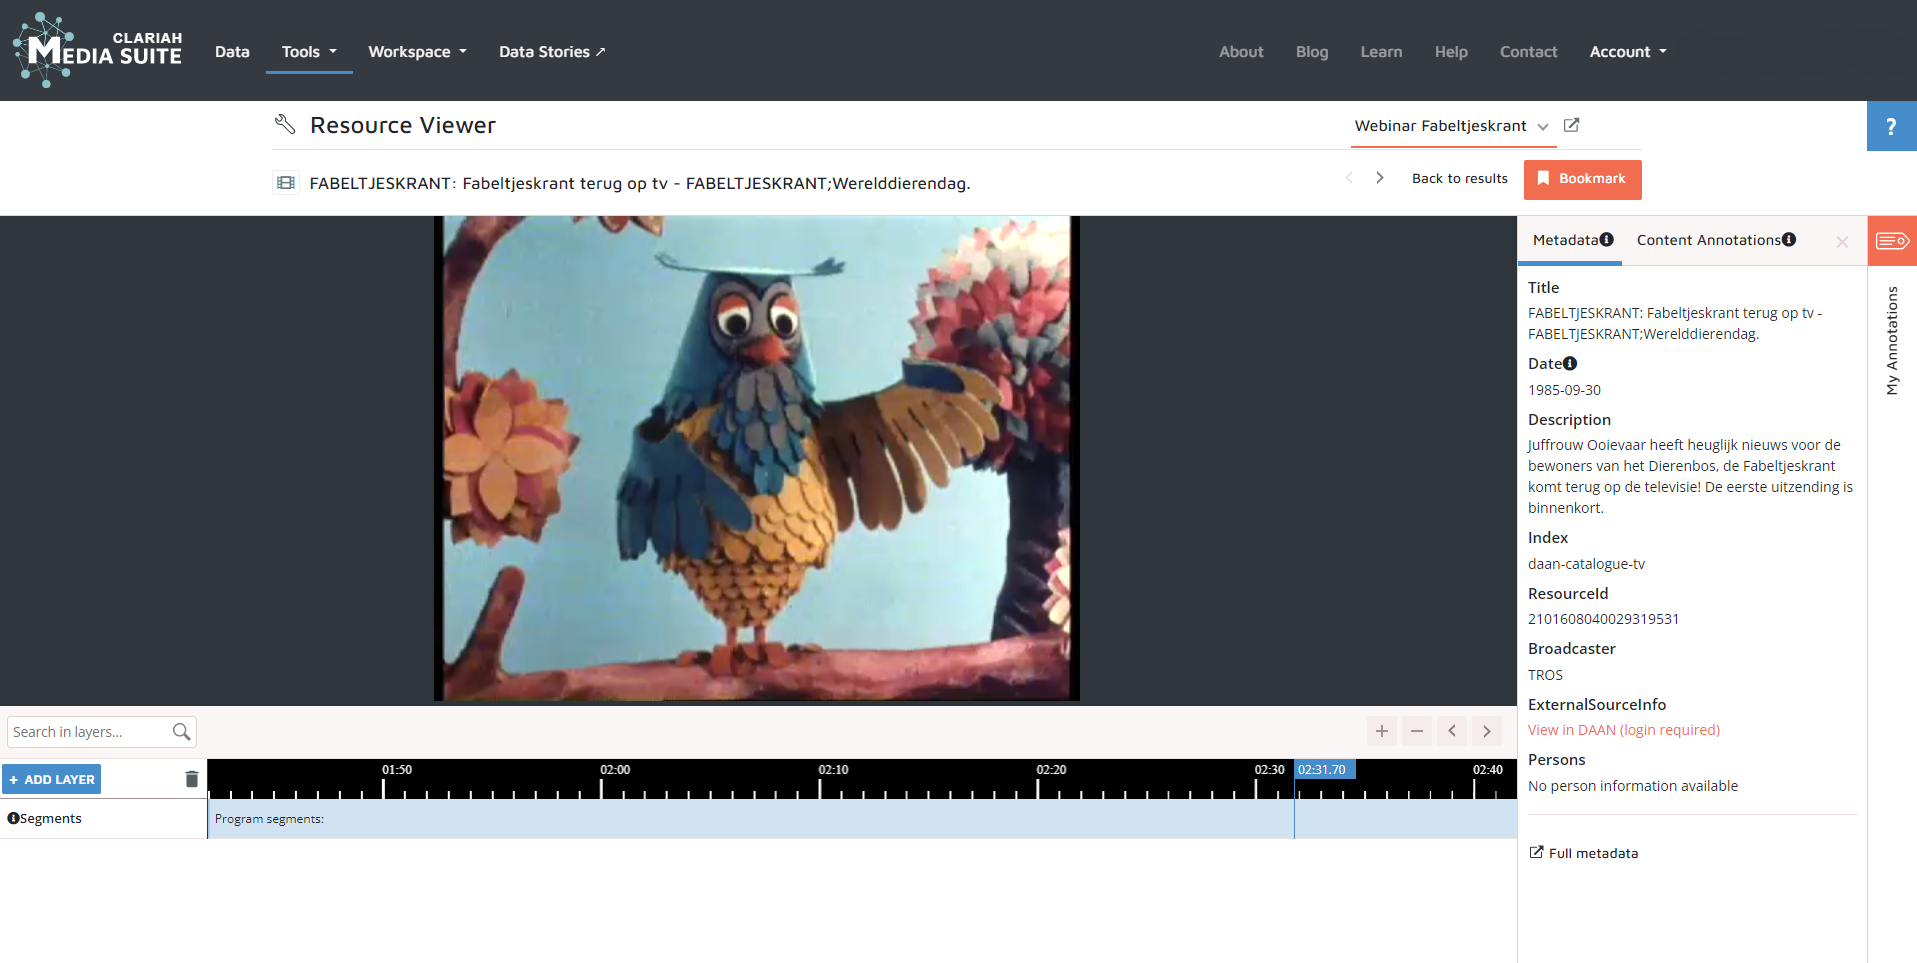 CLARIAH
MEDIA SUITE
Data
Tools
Workspace
Data Stories ↗
About
Blog
Learn
Help
Contact
Account
Resource Viewer
Webinar Fabeltjeskrant
?
FABELTJESKRANT: Fabeltjeskrant terug op tv - FABELTJESKRANT;Werelddierendag.
Back to results
Bookmark
Metadata
Content Annotations
My Annotations
Title
FABELTJESKRANT: Fabeltjeskrant terug op tv -
FABELTJESKRANT;Werelddierendag.
Date
1985-09-30
Description
Juffrouw Ooievaar heeft heuglijk nieuws voor de
bewoners van het Dierenbos, de Fabeltjeskrant
komt terug op de televisie! De eerste uitzending is
binnenkort.
Index
daan-catalogue-tv
ResourceId
2101608040029319531
Broadcaster
TROS
ExternalSourceInfo
View in DAAN (login required)
Persons
No person information available
Full metadata
Search in layers...
+ ADD LAYER
01:50
02:00
02:10
02:20
02:30
02:31.70
02:40
Segments
Program segments: